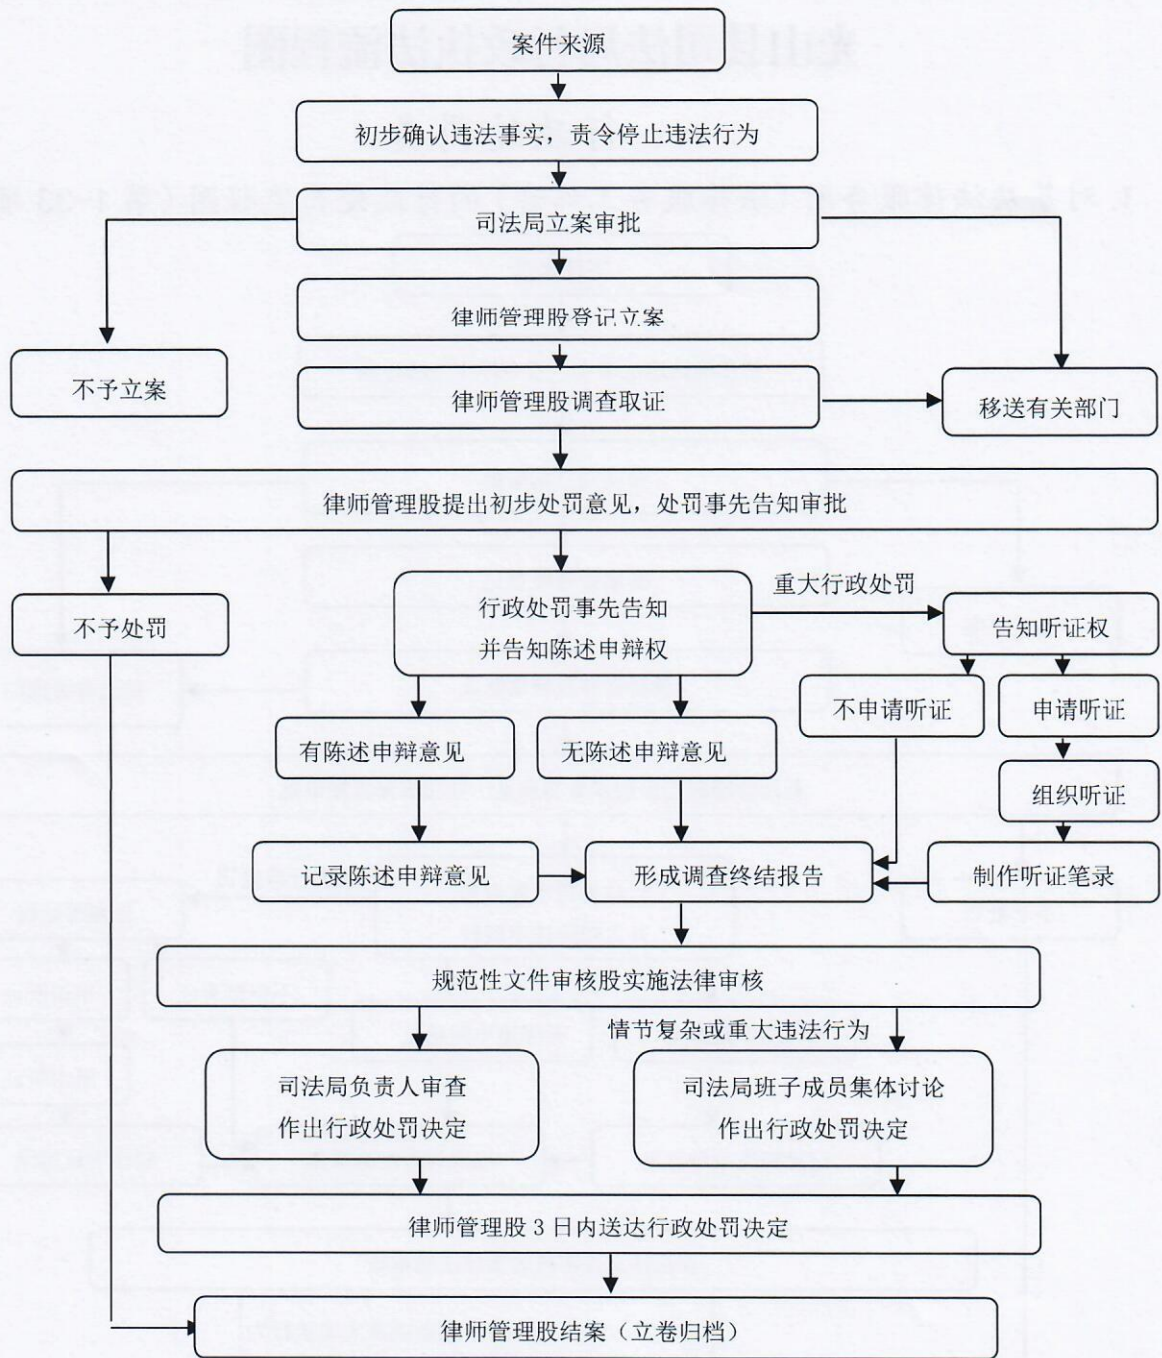 案件来源
初步确认违法事实，责令停止违法行为
司法局立案审批
律师管理股登记立案
不予立案
律师管理股调查取证
移送有关部门
律师管理股提出初步处罚意见，处罚事先告知审批
不予处罚
行政处罚事先告知
并告知陈述申辩权
重大行政处罚
告知听证权
不申请听证
申请听证
有陈述申辩意见
无陈述申辩意见
组织听证
记录陈述申辩意见
形成调查终结报告
制作听证笔录
规范性文件审核股实施法律审核
情节复杂或重大违法行为
司法局负责人审查
作出行政处罚决定
司法局班子成员集体讨论
作出行政处罚决定
律师管理股 3 日内送达行政处罚决定
律师管理股结案（立卷归档）